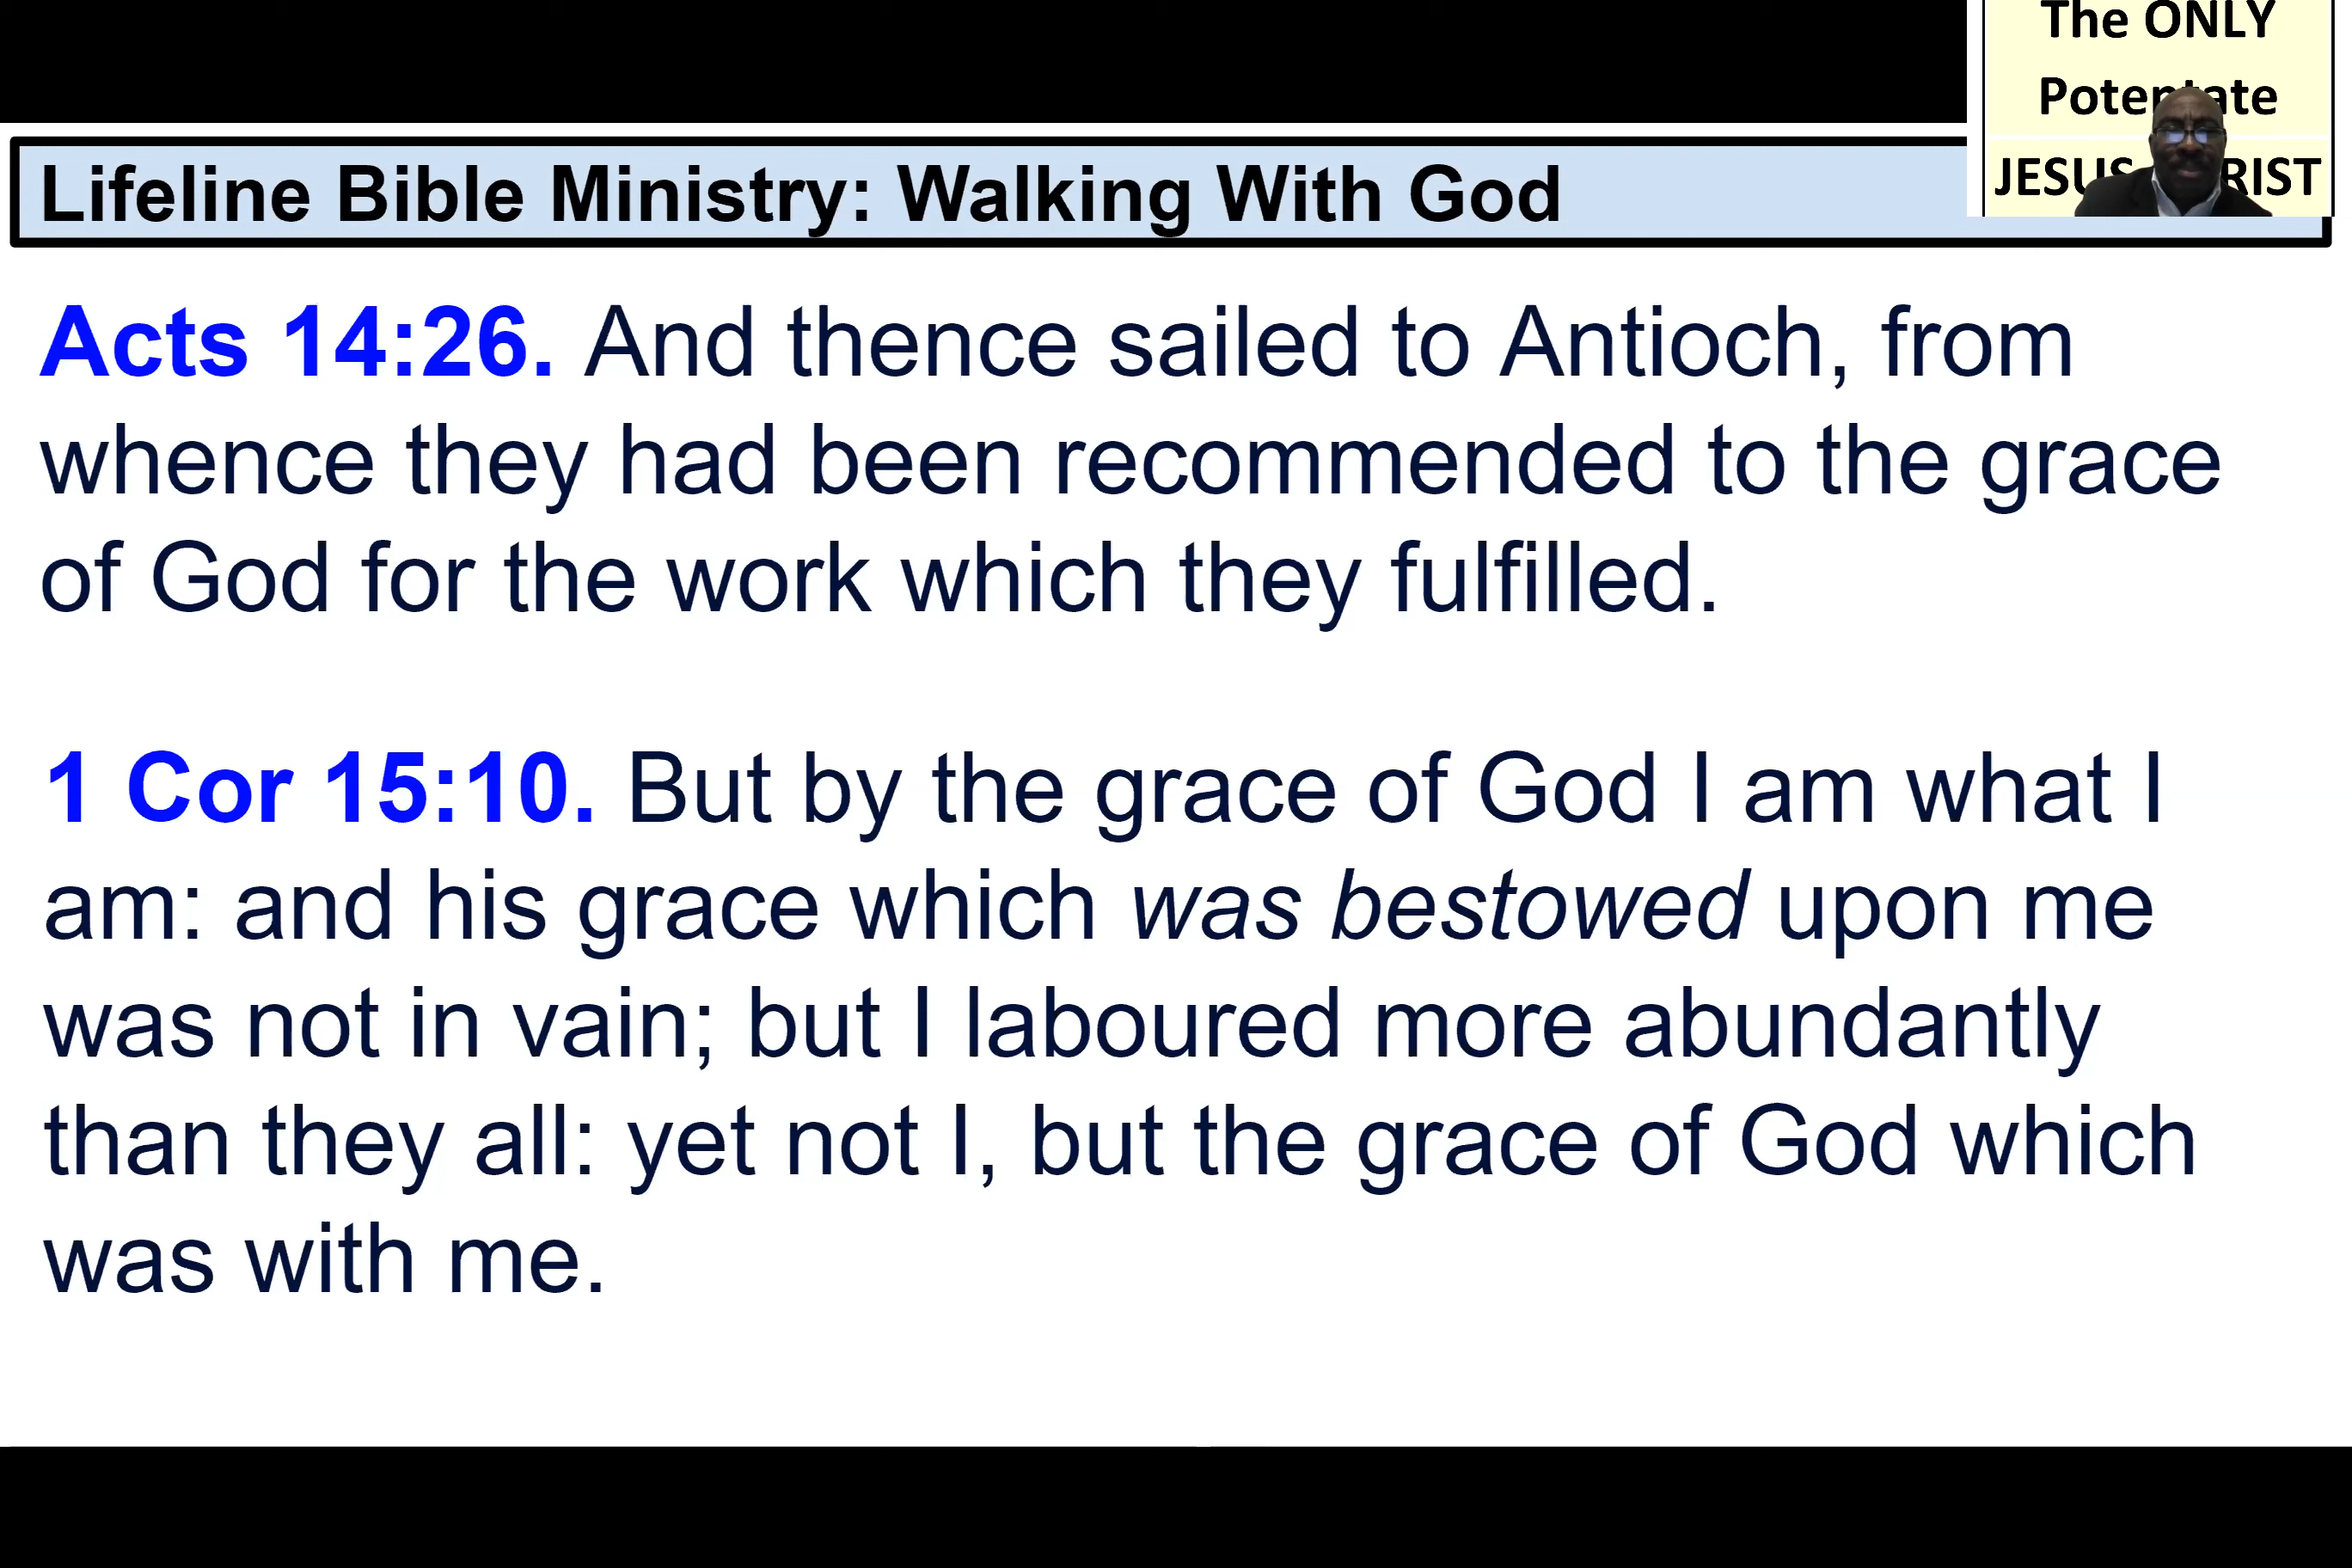 The ONLY
Potentate
JESUS CHRIST
Lifeline Bible Ministry: Walking With God
Acts 14:26. And thence sailed to Antioch, from
whence they had been recommended to the grace
of God for the work which they fulfilled.
1 Cor 15:10. But by the grace of God I am what I
am: and his grace which was bestowed upon me
was not in vain; but I laboured more abundantly
than they all: yet not I, but the grace of God which
was with me.